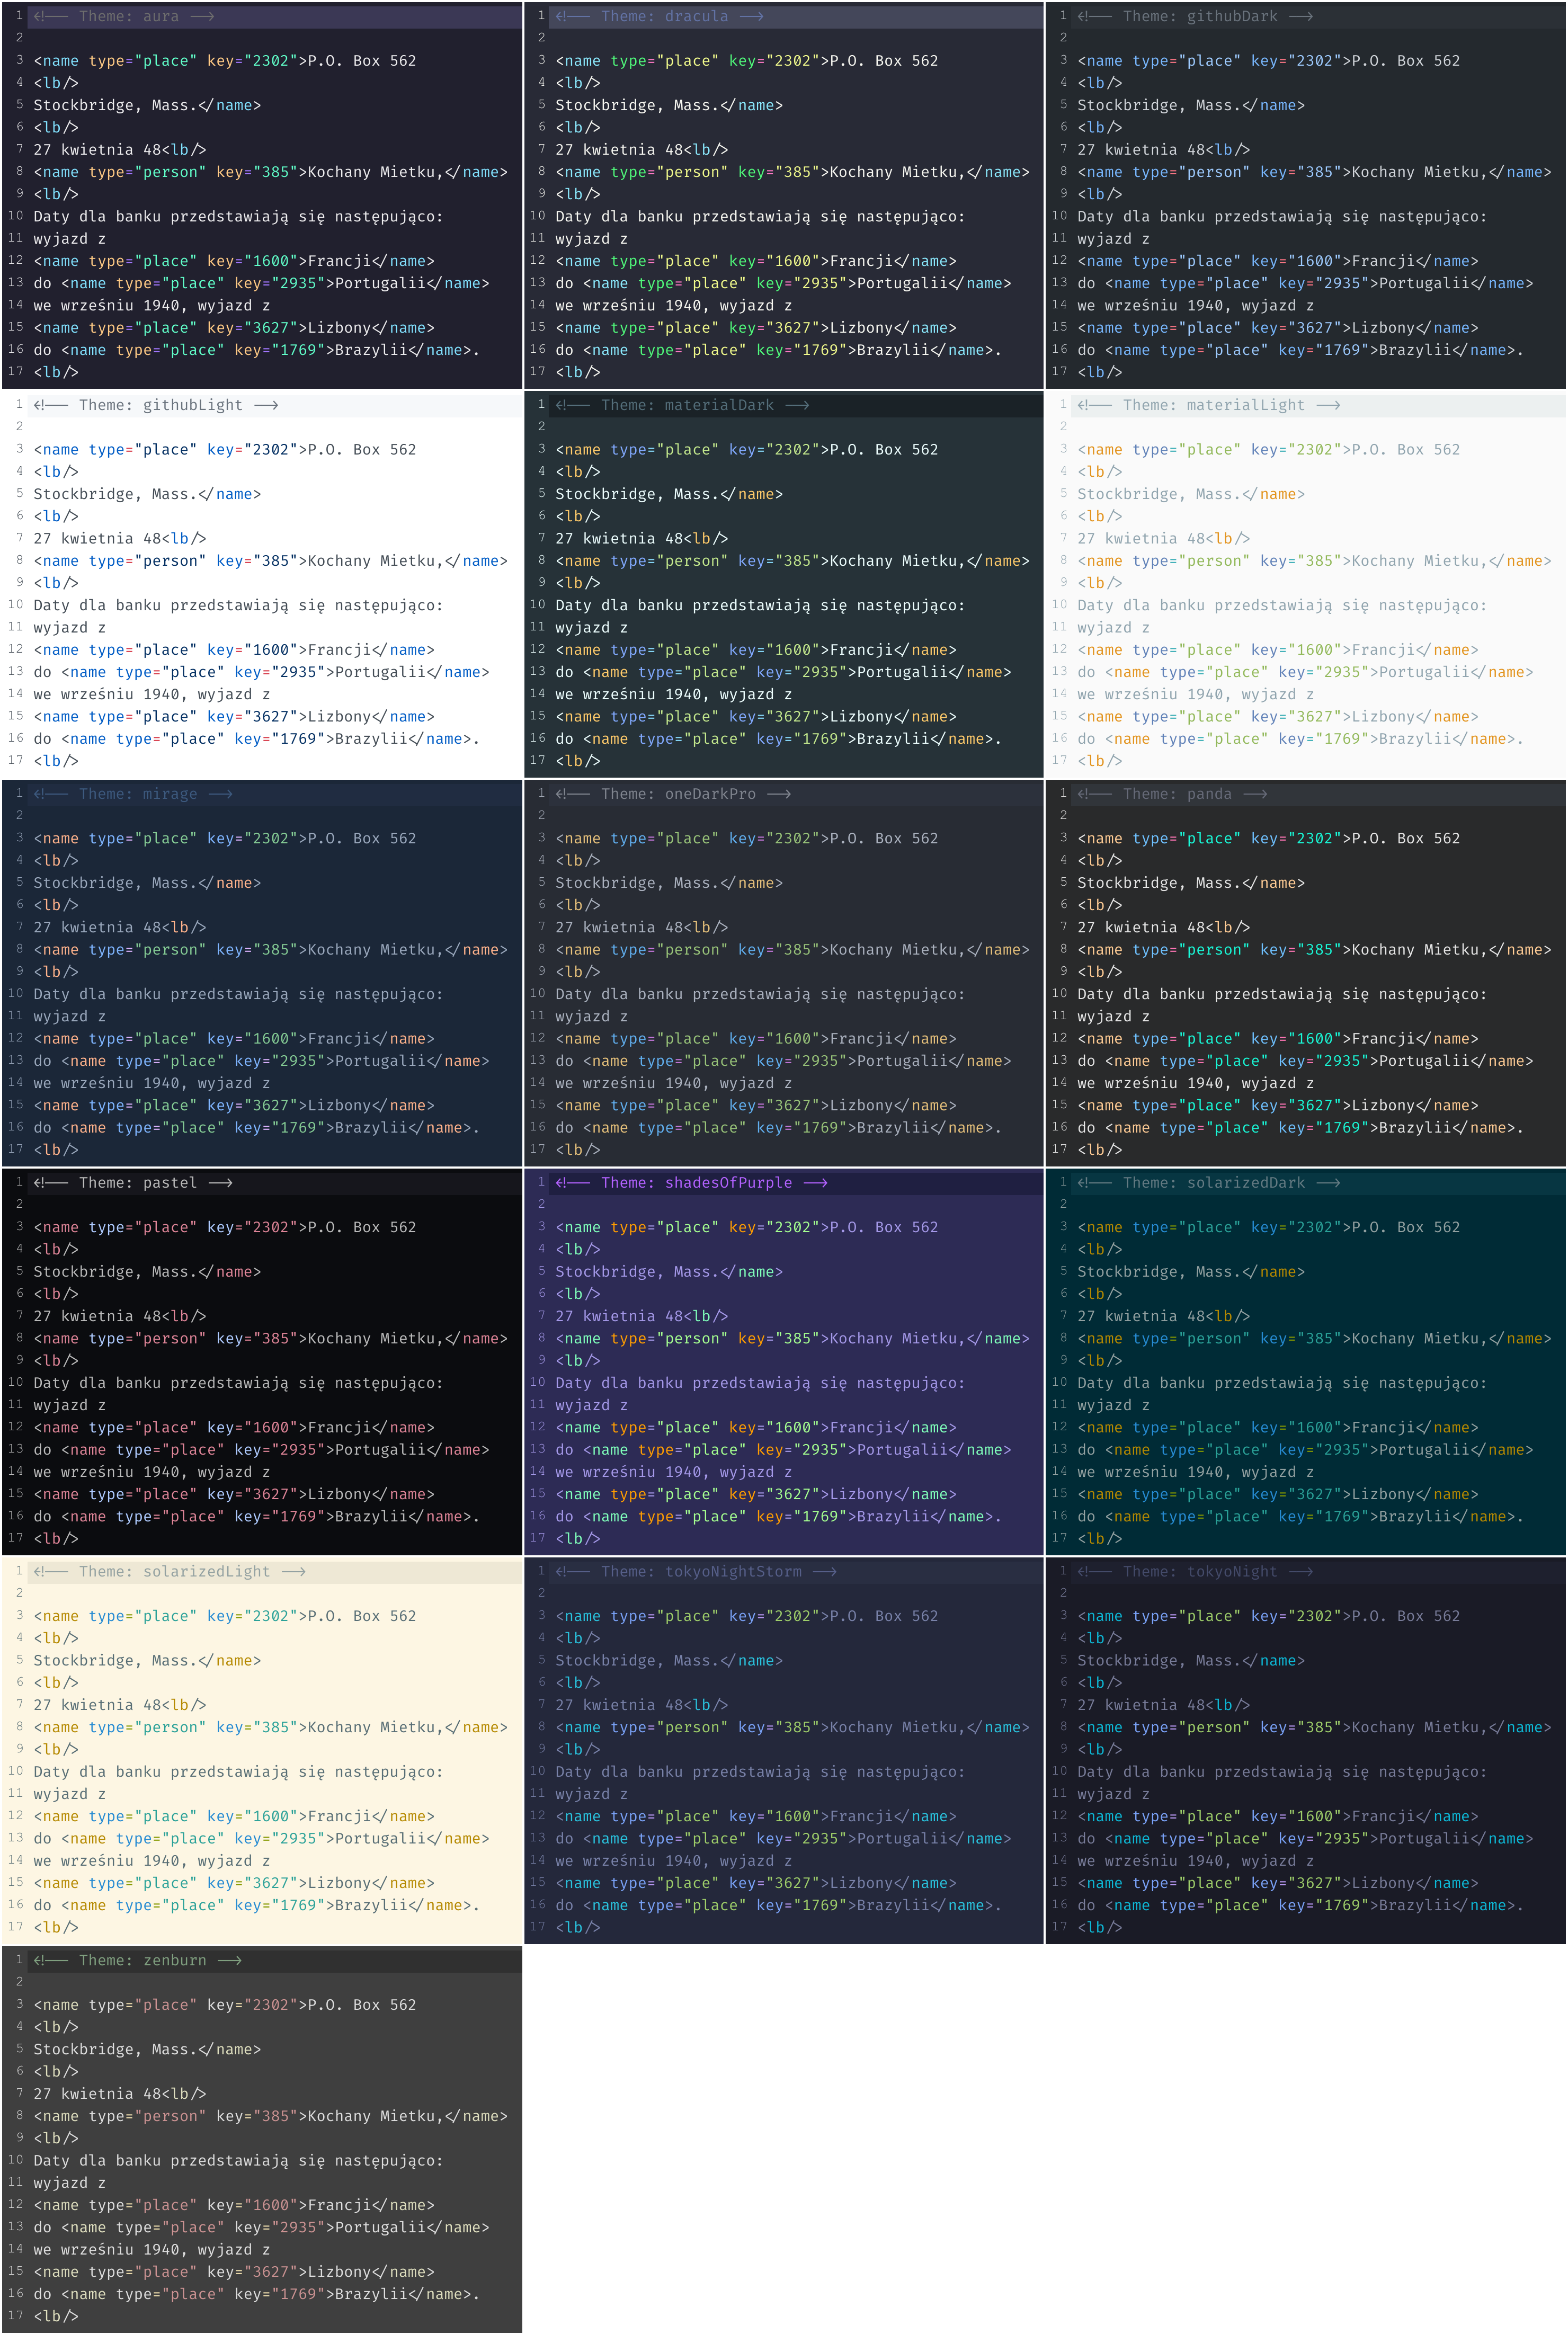 1 <!-- Theme: aura -->
2
3 <name type="place" key="2302">P.O. Box 562
4 <lb/>
5 Stockbridge, Mass.</name>
6 <lb/>
7 27 kwietnia 48<lb/>
8 <name type="person" key="385">Kochany Mietku,</name>
9 <lb/>
10 Daty dla banku przedstawiają się następująco:
11 wyjazd z
12 <name type="place" key="1600">Francji</name>
13 do <name type="place" key="2935">Portugalii</name>
14 we wrześniu 1940, wyjazd z
15 <name type="place" key="3627">Lizbony</name>
16 do <name type="place" key="1769">Brazylii</name>.
17 <lb/>
1 <!-- Theme: dracula -->
2
3 <name type="place" key="2302">P.O. Box 562
4 <lb/>
5 Stockbridge, Mass.</name>
6 <lb/>
7 27 kwietnia 48<lb/>
8 <name type="person" key="385">Kochany Mietku,</name>
9 <lb/>
10 Daty dla banku przedstawiają się następująco:
11 wyjazd z
12 <name type="place" key="1600">Francji</name>
13 do <name type="place" key="2935">Portugalii</name>
14 we wrześniu 1940, wyjazd z
15 <name type="place" key="3627">Lizbony</name>
16 do <name type="place" key="1769">Brazylii</name>.
17 <lb/>
1 <!-- Theme: githubDark -->
2
3 <name type="place" key="2302">P.O. Box 562
4 <lb/>
5 Stockbridge, Mass.</name>
6 <lb/>
7 27 kwietnia 48<lb/>
8 <name type="person" key="385">Kochany Mietku,</name>
9 <lb/>
10 Daty dla banku przedstawiają się następująco:
11 wyjazd z
12 <name type="place" key="1600">Francji</name>
13 do <name type="place" key="2935">Portugalii</name>
14 we wrześniu 1940, wyjazd z
15 <name type="place" key="3627">Lizbony</name>
16 do <name type="place" key="1769">Brazylii</name>.
17 <lb/>
1 <!-- Theme: githubLight -->
2
3 <name type="place" key="2302">P.O. Box 562
4 <lb/>
5 Stockbridge, Mass.</name>
6 <lb/>
7 27 kwietnia 48<lb/>
8 <name type="person" key="385">Kochany Mietku,</name>
9 <lb/>
10 Daty dla banku przedstawiają się następująco:
11 wyjazd z
12 <name type="place" key="1600">Francji</name>
13 do <name type="place" key="2935">Portugalii</name>
14 we wrześniu 1940, wyjazd z
15 <name type="place" key="3627">Lizbony</name>
16 do <name type="place" key="1769">Brazylii</name>.
17 <lb/>
1 <!-- Theme: materialDark -->
2
3 <name type="place" key="2302">P.O. Box 562
4 <lb/>
5 Stockbridge, Mass.</name>
6 <lb/>
7 27 kwietnia 48<lb/>
8 <name type="person" key="385">Kochany Mietku,</name>
9 <lb/>
10 Daty dla banku przedstawiają się następująco:
11 wyjazd z
12 <name type="place" key="1600">Francji</name>
13 do <name type="place" key="2935">Portugalii</name>
14 we wrześniu 1940, wyjazd z
15 <name type="place" key="3627">Lizbony</name>
16 do <name type="place" key="1769">Brazylii</name>.
17 <lb/>
1 <!-- Theme: materialLight -->
2
3 <name type="place" key="2302">P.O. Box 562
4 <lb/>
5 Stockbridge, Mass.</name>
6 <lb/>
7 27 kwietnia 48<lb/>
8 <name type="person" key="385">Kochany Mietku,</name>
9 <lb/>
10 Daty dla banku przedstawiają się następująco:
11 wyjazd z
12 <name type="place" key="1600">Francji</name>
13 do <name type="place" key="2935">Portugalii</name>
14 we wrześniu 1940, wyjazd z
15 <name type="place" key="3627">Lizbony</name>
16 do <name type="place" key="1769">Brazylii</name>.
17 <lb/>
1 <!-- Theme: mirage -->
2
3 <name type="place" key="2302">P.O. Box 562
4 <lb/>
5 Stockbridge, Mass.</name>
6 <lb/>
7 27 kwietnia 48<lb/>
8 <name type="person" key="385">Kochany Mietku,</name>
9 <lb/>
10 Daty dla banku przedstawiają się następująco:
11 wyjazd z
12 <name type="place" key="1600">Francji</name>
13 do <name type="place" key="2935">Portugalii</name>
14 we wrześniu 1940, wyjazd z
15 <name type="place" key="3627">Lizbony</name>
16 do <name type="place" key="1769">Brazylii</name>.
17 <lb/>
1 <!-- Theme: oneDarkPro -->
2
3 <name type="place" key="2302">P.O. Box 562
4 <lb/>
5 Stockbridge, Mass.</name>
6 <lb/>
7 27 kwietnia 48<lb/>
8 <name type="person" key="385">Kochany Mietku,</name>
9 <lb/>
10 Daty dla banku przedstawiają się następująco:
11 wyjazd z
12 <name type="place" key="1600">Francji</name>
13 do <name type="place" key="2935">Portugalii</name>
14 we wrześniu 1940, wyjazd z
15 <name type="place" key="3627">Lizbony</name>
16 do <name type="place" key="1769">Brazylii</name>.
17 <lb/>
1 <!-- Theme: panda -->
2
3 <name type="place" key="2302">P.O. Box 562
4 <lb/>
5 Stockbridge, Mass.</name>
6 <lb/>
7 27 kwietnia 48<lb/>
8 <name type="person" key="385">Kochany Mietku,</name>
9 <lb/>
10 Daty dla banku przedstawiają się następująco:
11 wyjazd z
12 <name type="place" key="1600">Francji</name>
13 do <name type="place" key="2935">Portugalii</name>
14 we wrześniu 1940, wyjazd z
15 <name type="place" key="3627">Lizbony</name>
16 do <name type="place" key="1769">Brazylii</name>.
17 <lb/>
1 <!-- Theme: pastel -->
2
3 <name type="place" key="2302">P.O. Box 562
4 <lb/>
5 Stockbridge, Mass.</name>
6 <lb/>
7 27 kwietnia 48<lb/>
8 <name type="person" key="385">Kochany Mietku,</name>
9 <lb/>
10 Daty dla banku przedstawiają się następująco:
11 wyjazd z
12 <name type="place" key="1600">Francji</name>
13 do <name type="place" key="2935">Portugalii</name>
14 we wrześniu 1940, wyjazd z
15 <name type="place" key="3627">Lizbony</name>
16 do <name type="place" key="1769">Brazylii</name>.
17 <lb/>
1 <!-- Theme: shadesOfPurple -->
2
3 <name type="place" key="2302">P.O. Box 562
4 <lb/>
5 Stockbridge, Mass.</name>
6 <lb/>
7 27 kwietnia 48<lb/>
8 <name type="person" key="385">Kochany Mietku,</name>
9 <lb/>
10 Daty dla banku przedstawiają się następująco:
11 wyjazd z
12 <name type="place" key="1600">Francji</name>
13 do <name type="place" key="2935">Portugalii</name>
14 we wrześniu 1940, wyjazd z
15 <name type="place" key="3627">Lizbony</name>
16 do <name type="place" key="1769">Brazylii</name>.
17 <lb/>
1 <!-- Theme: solarizedDark -->
2
3 <name type="place" key="2302">P.O. Box 562
4 <lb/>
5 Stockbridge, Mass.</name>
6 <lb/>
7 27 kwietnia 48<lb/>
8 <name type="person" key="385">Kochany Mietku,</name>
9 <lb/>
10 Daty dla banku przedstawiają się następująco:
11 wyjazd z
12 <name type="place" key="1600">Francji</name>
13 do <name type="place" key="2935">Portugalii</name>
14 we wrześniu 1940, wyjazd z
15 <name type="place" key="3627">Lizbony</name>
16 do <name type="place" key="1769">Brazylii</name>.
17 <lb/>
1 <!-- Theme: solarizedLight -->
2
3 <name type="place" key="2302">P.O. Box 562
4 <lb/>
5 Stockbridge, Mass.</name>
6 <lb/>
7 27 kwietnia 48<lb/>
8 <name type="person" key="385">Kochany Mietku,</name>
9 <lb/>
10 Daty dla banku przedstawiają się następująco:
11 wyjazd z
12 <name type="place" key="1600">Francji</name>
13 do <name type="place" key="2935">Portugalii</name>
14 we wrześniu 1940, wyjazd z
15 <name type="place" key="3627">Lizbony</name>
16 do <name type="place" key="1769">Brazylii</name>.
17 <lb/>
1 <!-- Theme: tokyoNightStorm -->
2
3 <name type="place" key="2302">P.O. Box 562
4 <lb/>
5 Stockbridge, Mass.</name>
6 <lb/>
7 27 kwietnia 48<lb/>
8 <name type="person" key="385">Kochany Mietku,</name>
9 <lb/>
10 Daty dla banku przedstawiają się następująco:
11 wyjazd z
12 <name type="place" key="1600">Francji</name>
13 do <name type="place" key="2935">Portugalii</name>
14 we wrześniu 1940, wyjazd z
15 <name type="place" key="3627">Lizbony</name>
16 do <name type="place" key="1769">Brazylii</name>.
17 <lb/>
1 <!-- Theme: tokyoNight -->
2
3 <name type="place" key="2302">P.O. Box 562
4 <lb/>
5 Stockbridge, Mass.</name>
6 <lb/>
7 27 kwietnia 48<lb/>
8 <name type="person" key="385">Kochany Mietku,</name>
9 <lb/>
10 Daty dla banku przedstawiają się następująco:
11 wyjazd z
12 <name type="place" key="1600">Francji</name>
13 do <name type="place" key="2935">Portugalii</name>
14 we wrześniu 1940, wyjazd z
15 <name type="place" key="3627">Lizbony</name>
16 do <name type="place" key="1769">Brazylii</name>.
17 <lb/>
1 <!-- Theme: zenburn -->
2
3 <name type="place" key="2302">P.O. Box 562
4 <lb/>
5 Stockbridge, Mass.</name>
6 <lb/>
7 27 kwietnia 48<lb/>
8 <name type="person" key="385">Kochany Mietku,</name>
9 <lb/>
10 Daty dla banku przedstawiają się następująco:
11 wyjazd z
12 <name type="place" key="1600">Francji</name>
13 do <name type="place" key="2935">Portugalii</name>
14 we wrześniu 1940, wyjazd z
15 <name type="place" key="3627">Lizbony</name>
16 do <name type="place" key="1769">Brazylii</name>.
17 <lb/>